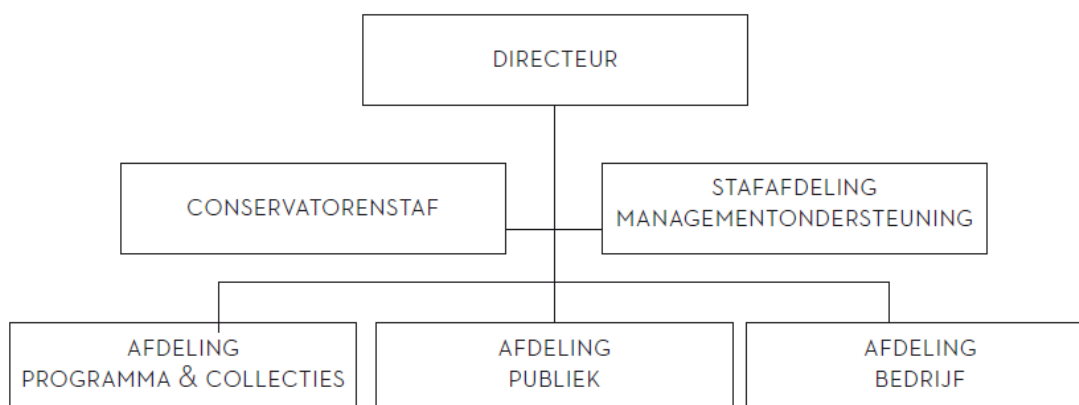 DIRECTEUR
CONSERVATORENSTAF
STAFAFDELING
MANAGEMENTONDERSTEUNING
AFDELING
PROGRAMMA & COLLECTIES
AFDELING
PUBLIEK
AFDELING
BEDRIJF